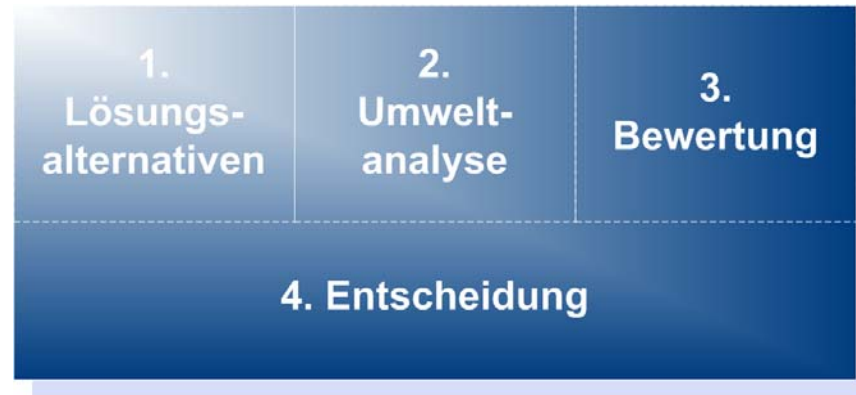 1.
Lösungs-
alternativen
2.
Umwelt-
analyse
3.
Bewertung
4. Entscheidung